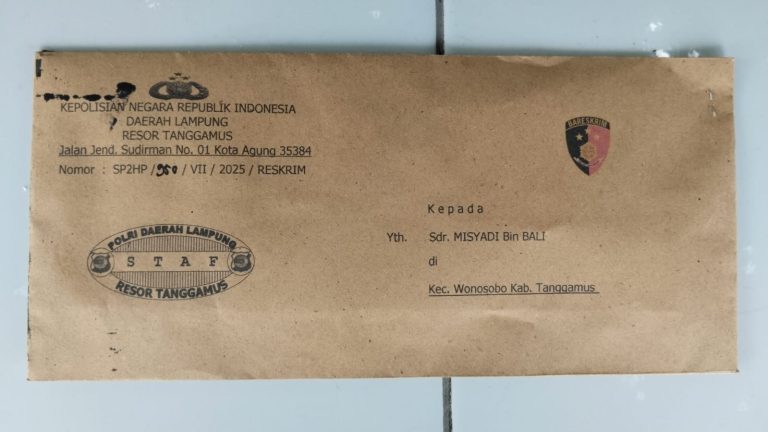 KEPOLISIAN NEGARA REPUBLIK INDONESIA
DAERAH LAMPUNG
RESOR TANGGAMUS
Jalan Jend. Sudirman No. 01 Kota Agung 35384
Nomor : SP2HP / 950 / VII / 2025 / RESKRIM
BARESKRIM
Kepada
Yth. Sdr. MISYADI Bin BALI
di
Kec. Wonosobo Kab. Tanggamus
POLRI DAERAH LAMPUNG
STAF
RESOR TANGGAMUS